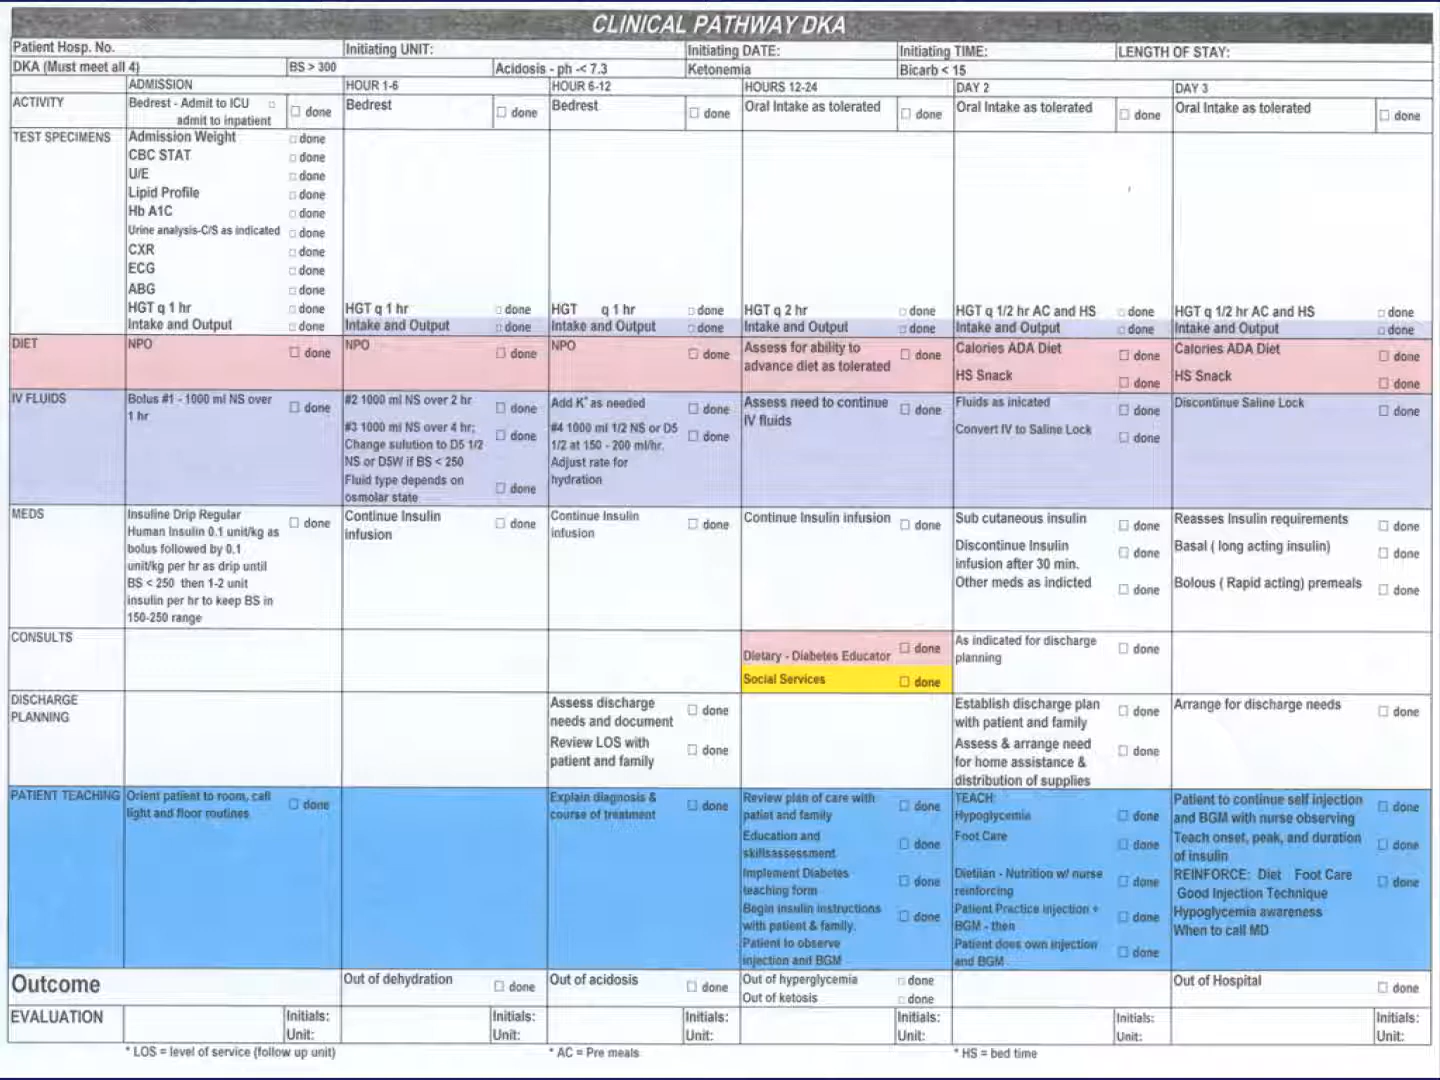 CLINICAL PATHWAY DKA
Patient Hosp. No. Initiating UNIT: Initiating DATE: Initiating TIME: LENGTH OF STAY:
DKA (Must meet all 4) BS > 300 Acidosis - ph -< 7.3 Ketonemia Bicarb < 15
ADMISSION HOUR 1-6 HOUR 6-12 HOURS 12-24 DAY 2 DAY 3
ACTIVITY
Bedrest - Admit to ICU
admit to inpatient
done
Bedrest
done
Bedrest
done
Oral Intake as tolerated
done
Oral Intake as tolerated
done
Oral Intake as tolerated
done
TEST SPECIMENS
Admission Weight done
CBC STAT done
U/E done
Lipid Profile done
Hb A1C done
Urine analysis-C/S as indicated done
CXR done
ECG done
ABG done
HGT q 1 hr done
Intake and Output done
HGT q 1 hr done
Intake and Output done
HGT q 1 hr done
Intake and Output done
HGT q 2 hr done
Intake and Output done
HGT q 1/2 hr AC and HS done
Intake and Output done
HGT q 1/2 hr AC and HS done
Intake and Output done
DIET
NPO done
NPO done
NPO done
Assess for ability to done
advance diet as tolerated
Calories ADA Diet done
HS Snack done
Calories ADA Diet done
HS Snack done
IV FLUIDS
Bolus #1 - 1000 ml NS over done
1 hr
#2 1000 ml NS over 2 hr done
#3 1000 ml NS over 4 hr; done
Change sulution to D5 1/2
NS or D5W if BS < 250
Fluid type depends on done
osmolar state
Add K+ as needed done
#4 1000 ml 1/2 NS or D5 done
1/2 at 150 - 200 ml/hr.
Adjust rate for
hydration
Assess need to continue done
IV fluids
Fluids as inicated done
Convert IV to Saline Lock done
Discontinue Saline Lock done
MEDS
Insuline Drip Regular done
Human Insulin 0.1 unit/kg as
bolus followed by 0.1
unit/kg per hr as drip until
BS < 250 then 1-2 unit
insulin per hr to keep BS in
150-250 range
Continue Insulin done
infusion
Continue Insulin done
infusion
Continue Insulin infusion done
Sub cutaneous insulin done
Discontinue Insulin done
infusion after 30 min.
Other meds as indicted done
Reasses Insulin requirements done
Basal ( long acting insulin) done
Bolous ( Rapid acting) premeals done
CONSULTS
Dietary - Diabetes Educator done
Social Services done
As indicated for discharge done
planning
DISCHARGE
PLANNING
Assess discharge done
needs and document
Review LOS with done
patient and family
Establish discharge plan done
with patient and family
Assess & arrange need done
for home assistance &
distribution of supplies
Arrange for discharge needs done
PATIENT TEACHING
Orient patient to room, call done
light and floor routines
Explain diagnosis & done
course of treatment
Review plan of care with done
patiat and family
Education and done
skillsassessment
Implement Diabetes done
teaching form
Begin insulin instructions done
with patient & family.
Patient to observe
injection and BGM
TEACH:
Hypoglycemia done
Foot Care done
Dietiian - Nutrition w/ nurse done
reinforcing
Patient Practice injection + done
BGM - then
Patient does own injection done
and BGM
Patient to continue self injection done
and BGM with nurse observing
Teach onset, peak, and duration done
of insulin
REINFORCE: Diet Foot Care done
Good Injection Technique
Hypoglycemia awareness
When to call MD
Outcome
Out of dehydration done
Out of acidosis done
Out of hyperglycemia done
Out of ketosis done
Out of Hospital done
EVALUATION
Initials: Initials: Initials: Initials: Initials: Initials:
Unit: Unit: Unit: Unit: Unit: Unit:
* LOS = level of service (follow up unit) * AC = Pre meals * HS = bed time